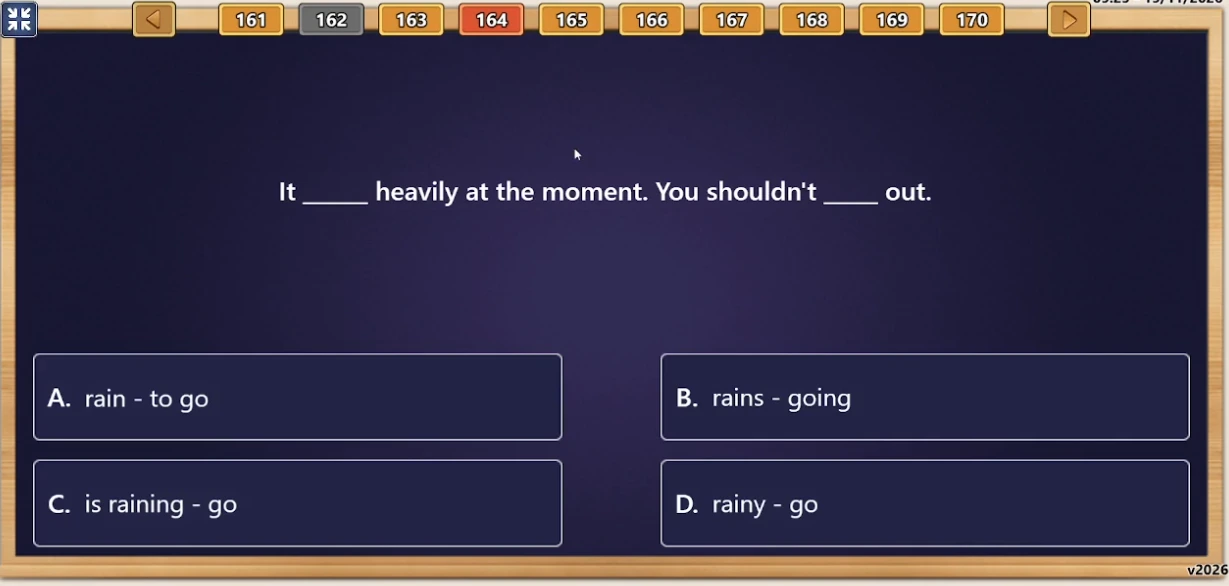 161 162 163 164 165 166 167 168 169 170
It _____ heavily at the moment. You shouldn't _____ out.
A. rain - to go
B. rains - going
C. is raining - go
D. rainy - go
v2026